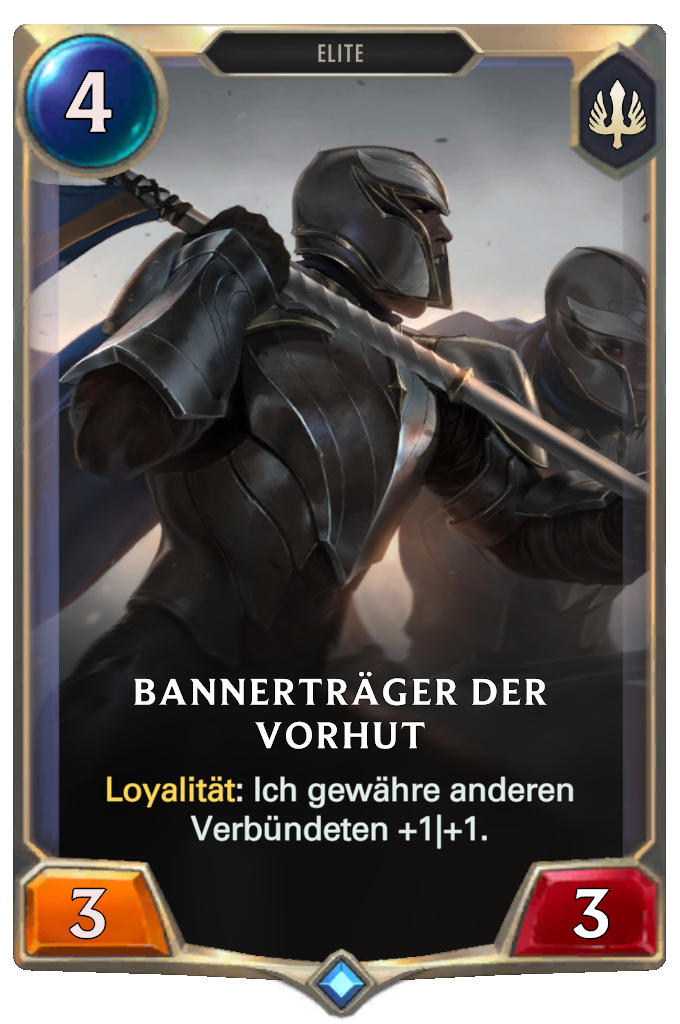 ELITE
4
BANNERTRÄGER DER
VORHUT
Loyalität: Ich gewähre anderen
Verbündeten +1|+1.
3 3